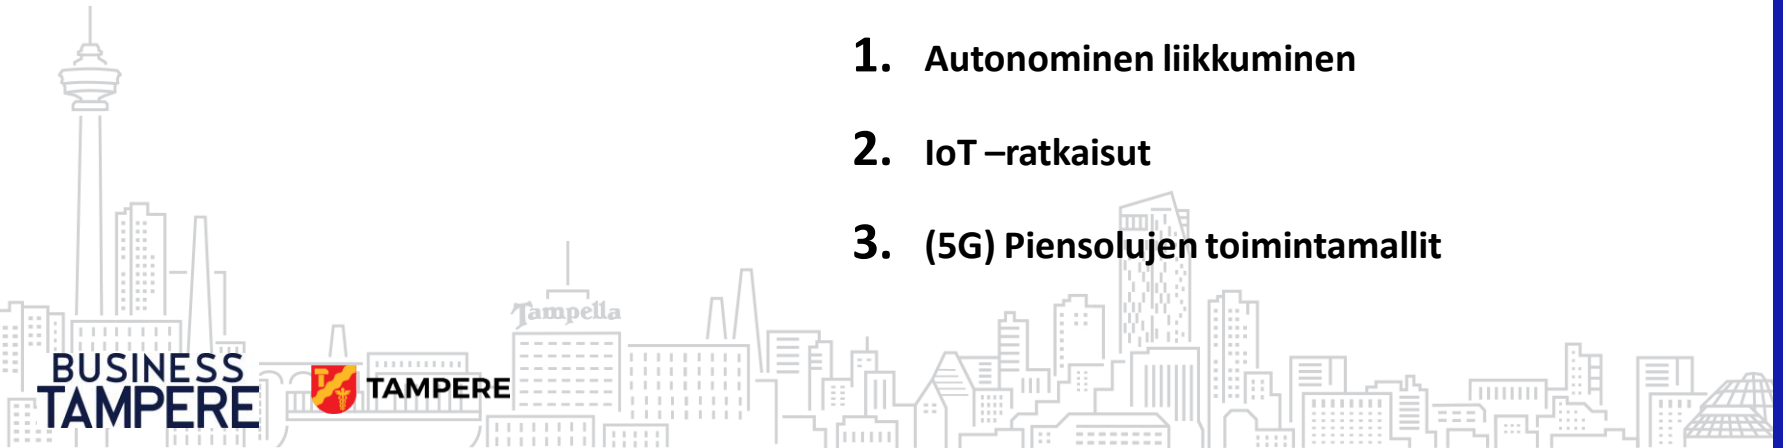 1. Autonominen liikkuminen
2. IoT –ratkaisut
3. (5G) Piensolujen toimintamallit
Tampella
BUSINESS
TAMPERE
TAMPERE